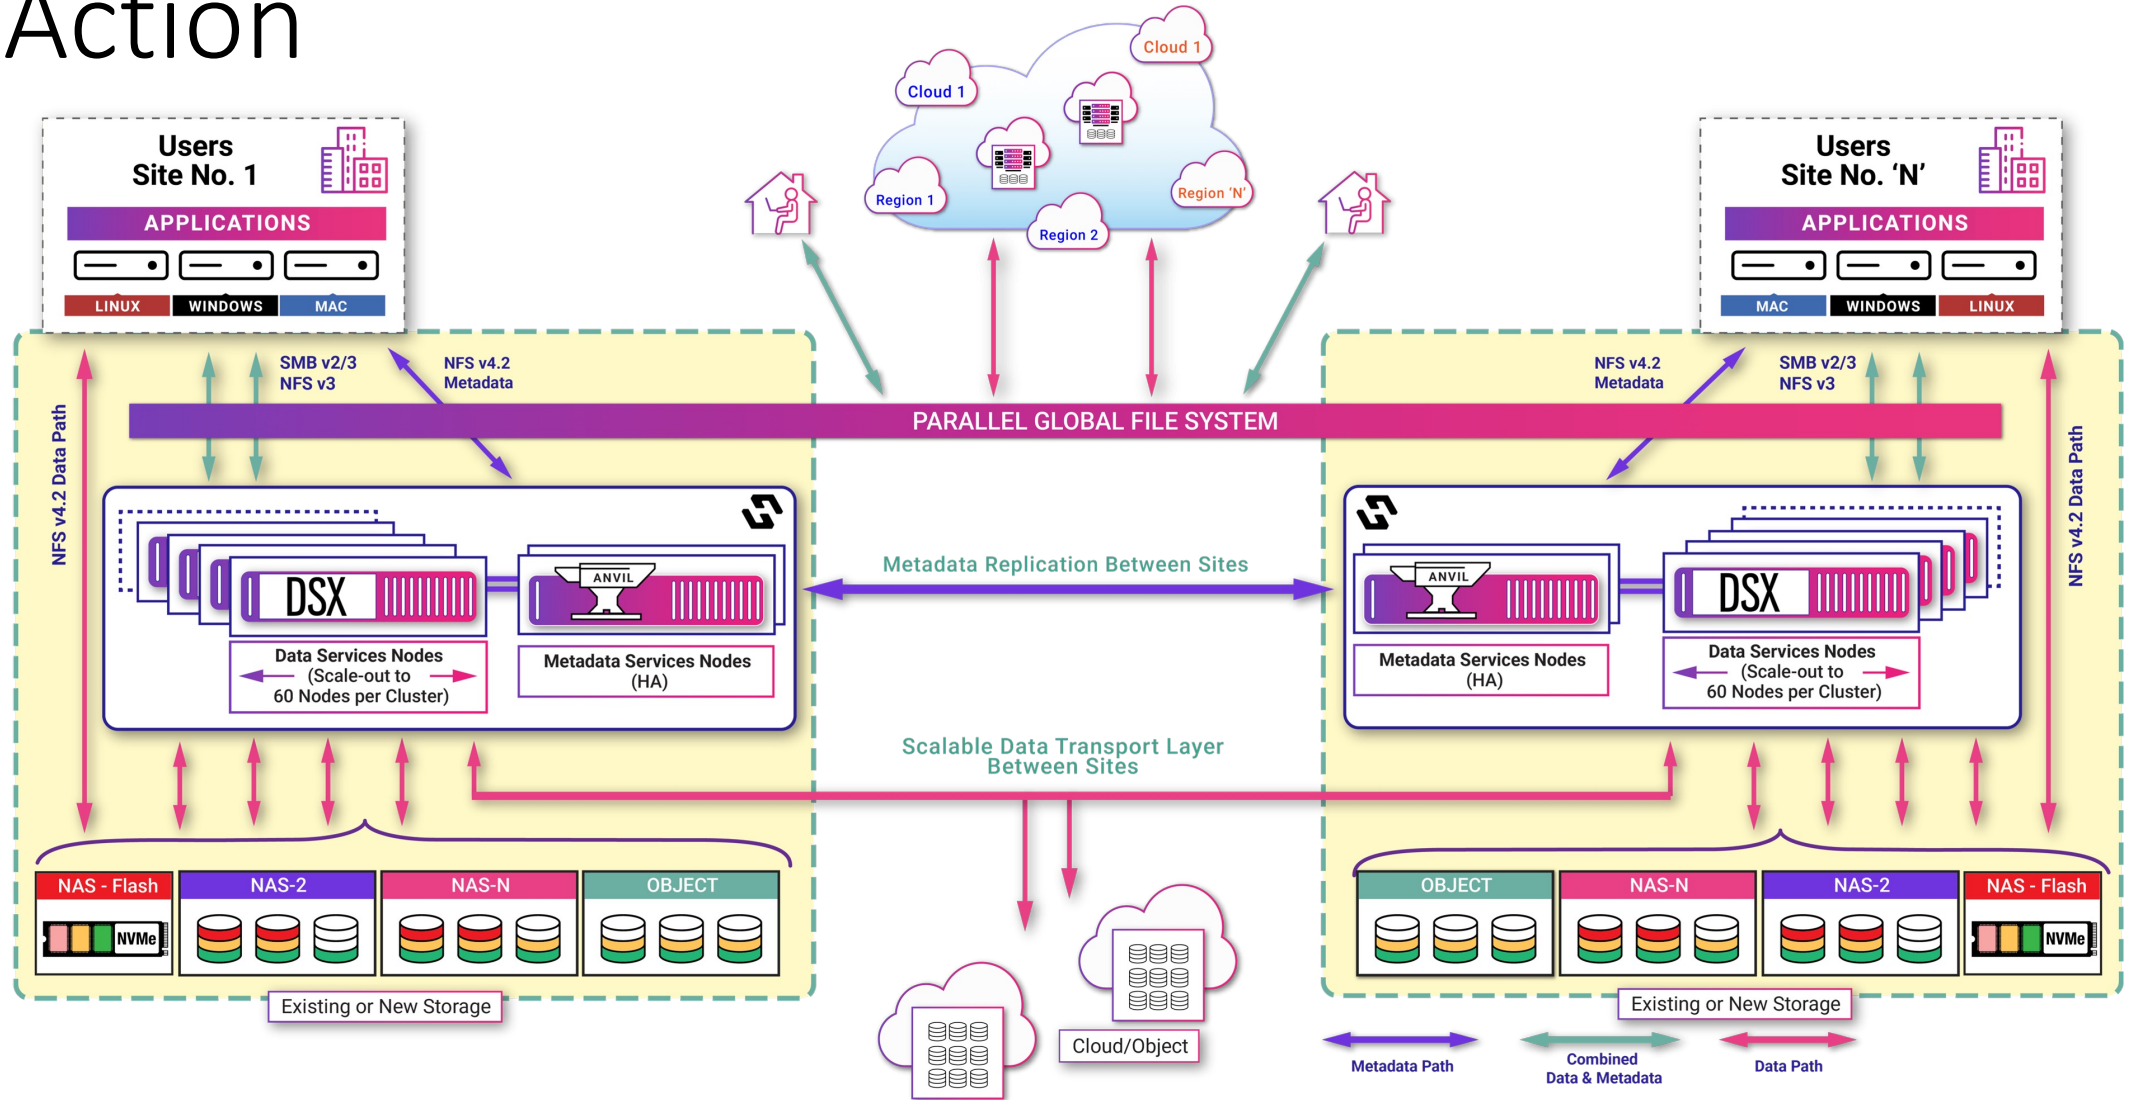 Action
Cloud 1
Cloud 1
Region 1
Region 'N'
Region 2
Users
Site No. 1
APPLICATIONS
LINUX
WINDOWS
MAC
Users
Site No. 'N'
APPLICATIONS
MAC
WINDOWS
LINUX
SMB v2/3
NFS v3
NFS v4.2
Metadata
NFS v4.2
Metadata
SMB v2/3
NFS v3
NFS v4.2 Data Path
PARALLEL GLOBAL FILE SYSTEM
NFS v4.2 Data Path
DSX
ANVIL
Data Services Nodes
(Scale-out to
60 Nodes per Cluster)
Metadata Services Nodes
(HA)
Metadata Replication Between Sites
ANVIL
DSX
Metadata Services Nodes
(HA)
Data Services Nodes
(Scale-out to
60 Nodes per Cluster)
Scalable Data Transport Layer
Between Sites
NAS - Flash
NAS-2
NAS-N
OBJECT
NVMe
Existing or New Storage
OBJECT
NAS-N
NAS-2
NAS - Flash
NVMe
Existing or New Storage
Cloud/Object
Metadata Path
Combined
Data & Metadata
Data Path